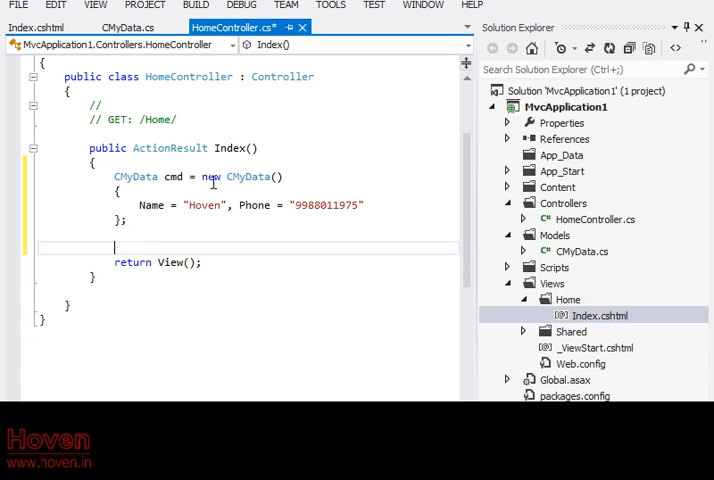 FILE EDIT VIEW PROJECT BUILD DEBUG TEAM TOOLS TEST WINDOW HELP
Index.cshtml CMyData.cs HomeController.cs*
MvcApplication1.Controllers.HomeController Index()
{
public class HomeController : Controller
{
//
// GET: /Home/
public ActionResult Index()
{
CMyData cmd = new CMyData()
{
Name = "Hoven", Phone = "9988011975"
};
return View();
}
}
}
Solution Explorer
Search Solution Explorer (Ctrl+;)
Solution 'MvcApplication1' (1 project)
MvcApplication1
Properties
References
App_Data
App_Start
Content
Controllers
HomeController.cs
Models
CMyData.cs
Scripts
Views
Home
Index.cshtml
Shared
_ViewStart.cshtml
Web.config
Global.asax
packages.config
Hoven
www.hoven.in